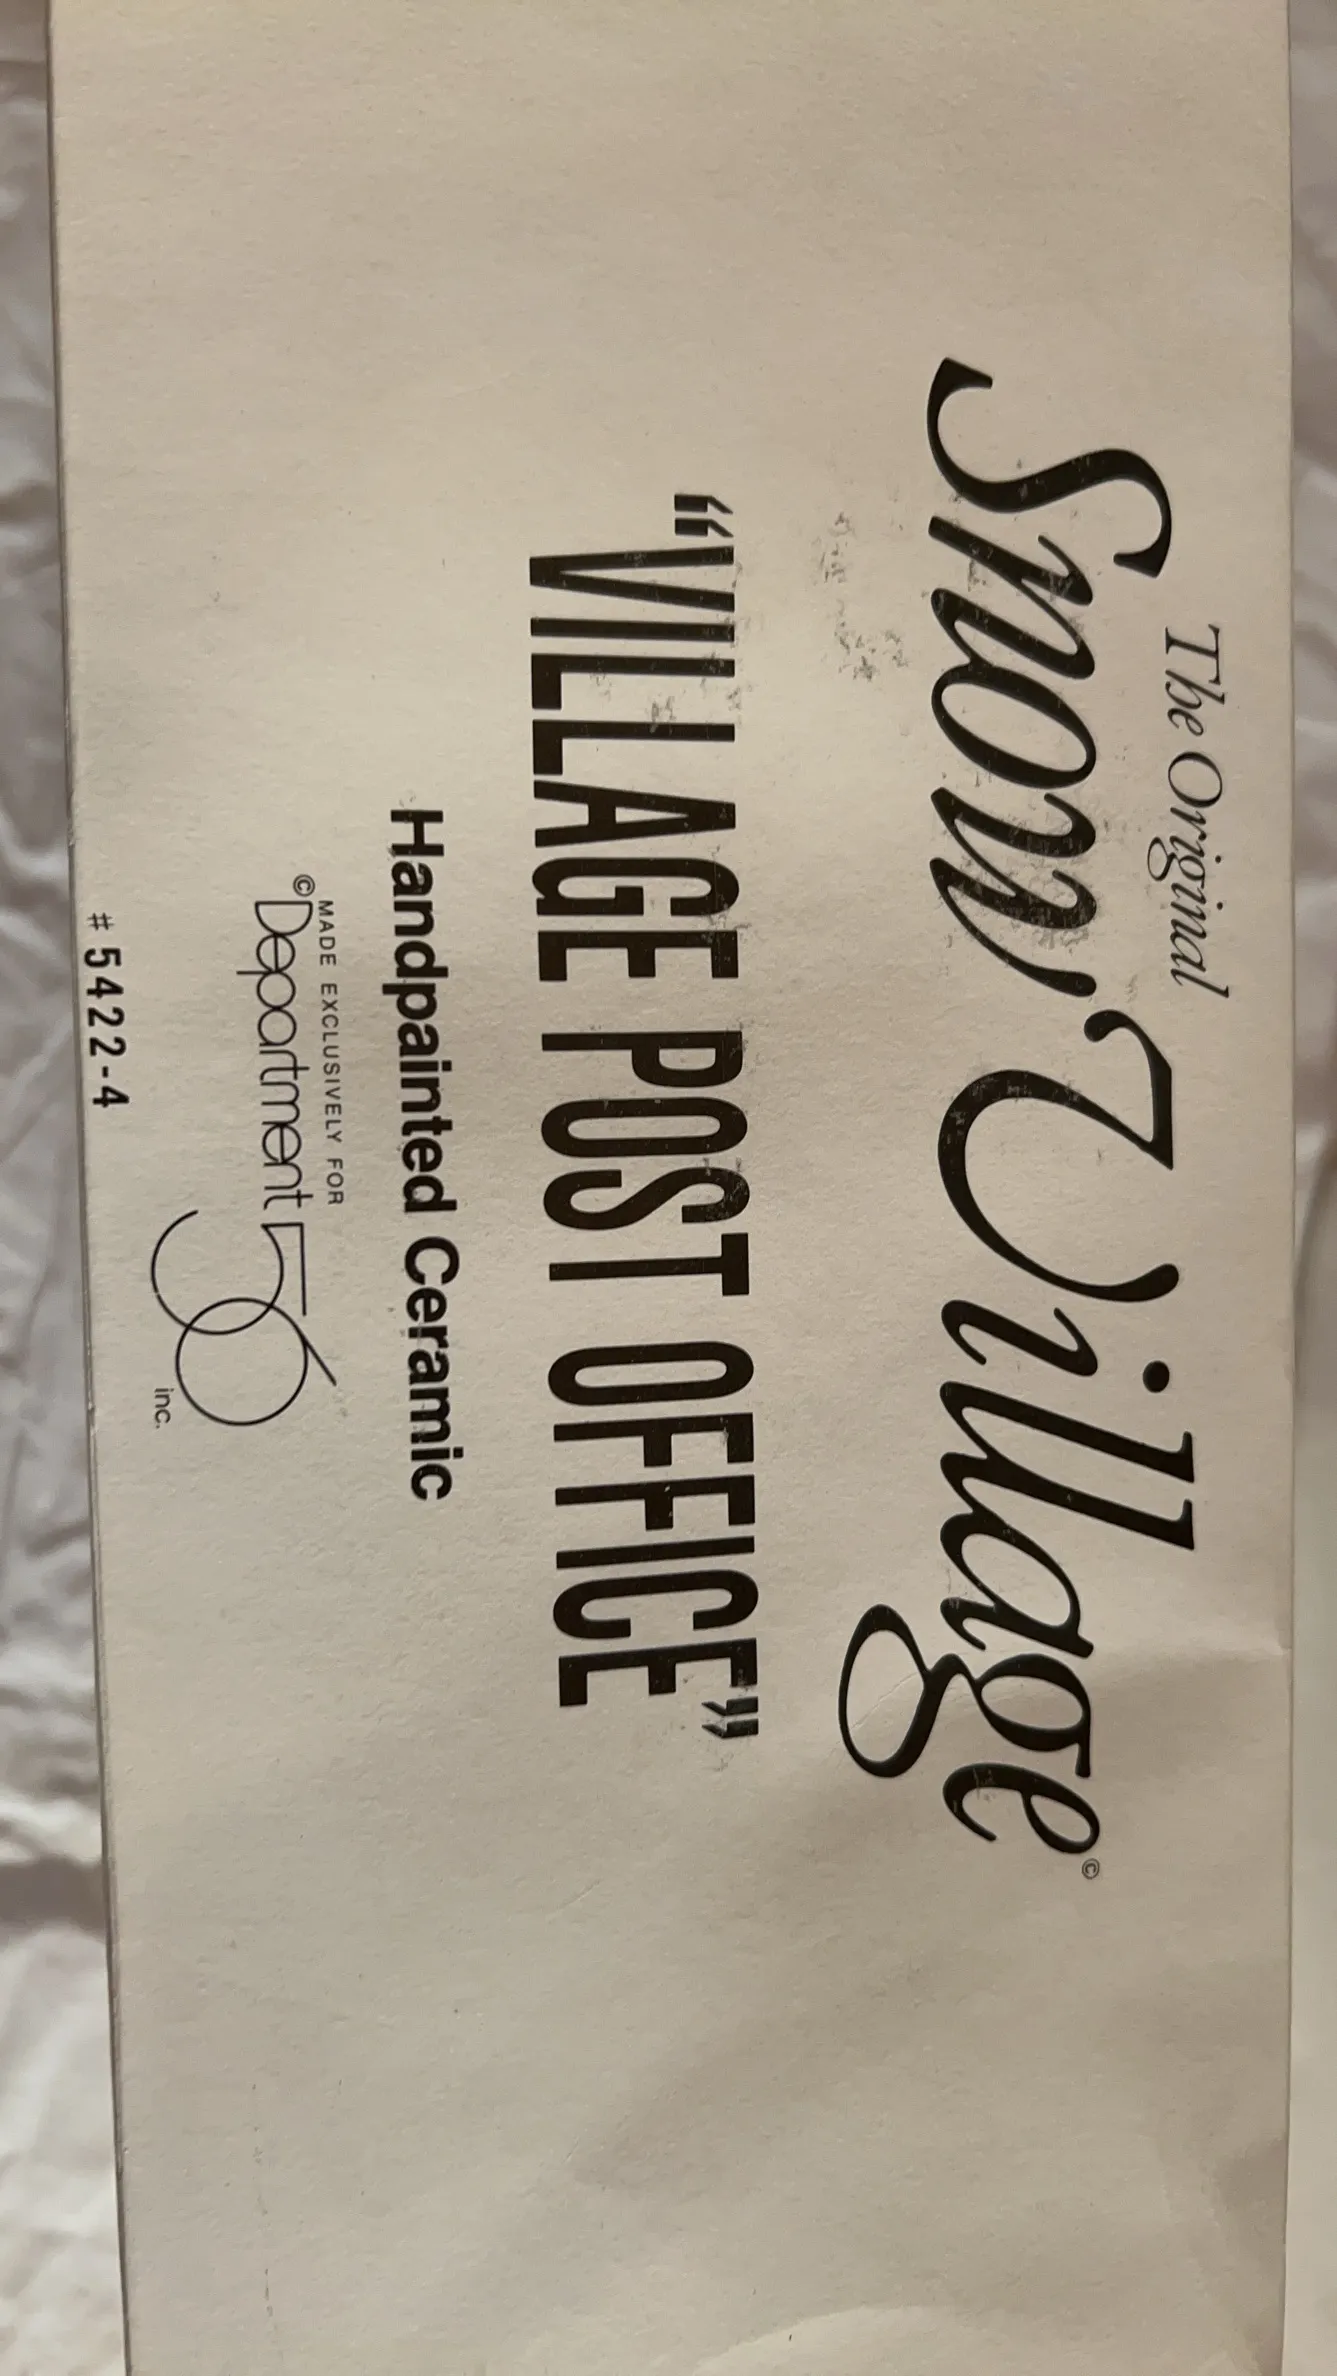 The Original
Snow Village©
“VILLAGE POST OFFICE”
Handpainted Ceramic
MADE EXCLUSIVELY FOR
©Department 56 inc.
#5422-4